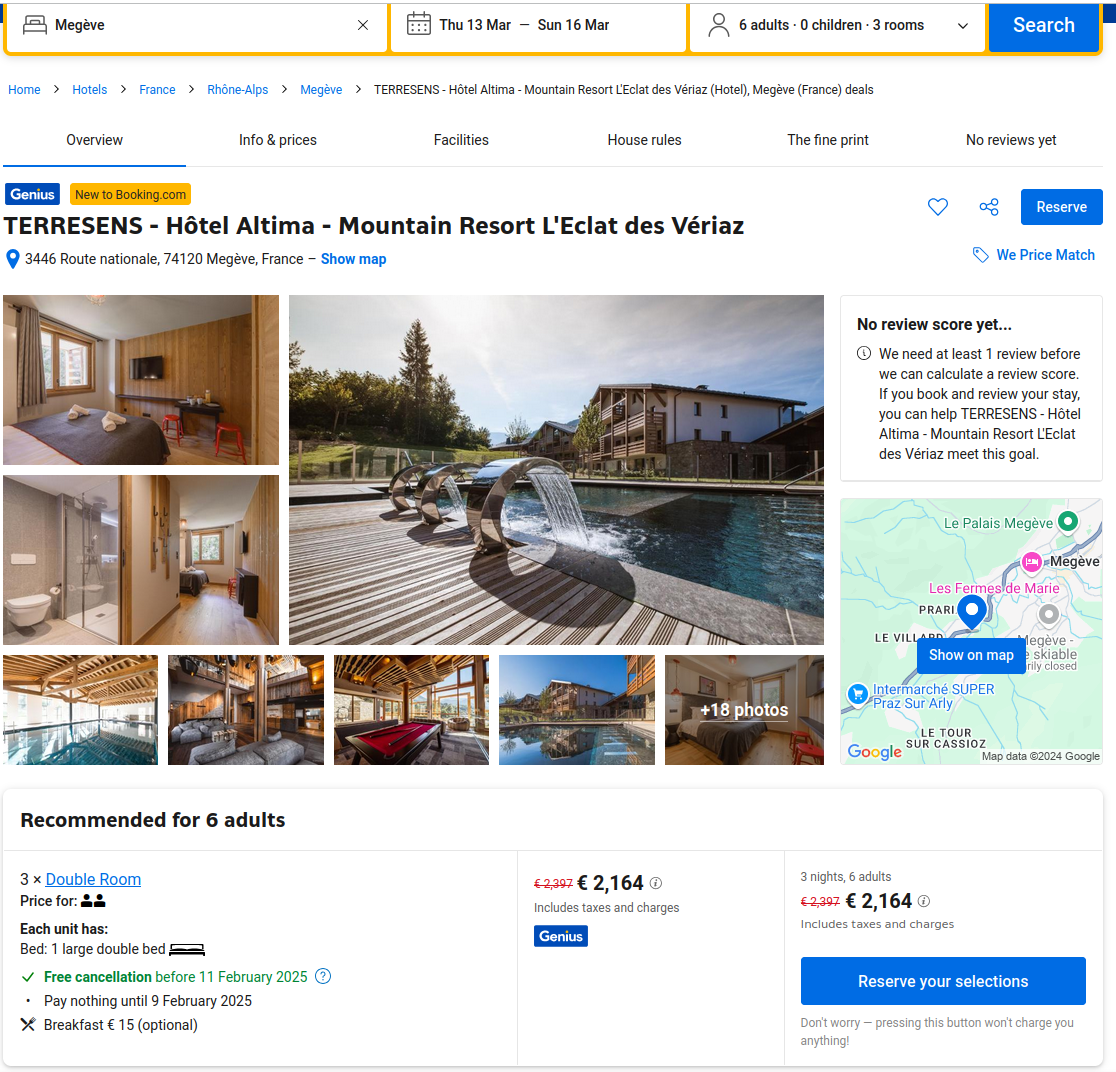 Megève
Thu 13 Mar — Sun 16 Mar
6 adults · 0 children · 3 rooms
Search
Home > Hotels > France > Rhône-Alps > Megève > TERRESENS - Hôtel Altima - Mountain Resort L'Eclat des Vériaz (Hotel), Megève (France) deals
Overview
Info & prices
Facilities
House rules
The fine print
No reviews yet
Genius
New to Booking.com
TERRESENS - Hôtel Altima - Mountain Resort L'Eclat des Vériaz
Reserve
3446 Route nationale, 74120 Megève, France – Show map
We Price Match
No review score yet...
We need at least 1 review before
we can calculate a review score.
If you book and review your stay,
you can help TERRESENS - Hôtel
Altima - Mountain Resort L'Eclat
des Vériaz meet this goal.
Le Palais Megève
Megève
Les Fermes de Marie
PRARI
LE VILLARD
Megève -
e skiable
rily closed
Show on map
Intermarché SUPER
Praz Sur Arly
LE TOUR
SUR CASSIOZ
Google
Map data ©2024 Google
+18 photos
Recommended for 6 adults
3 × Double Room
Price for:
Each unit has:
Bed: 1 large double bed
Free cancellation before 11 February 2025
Pay nothing until 9 February 2025
Breakfast € 15 (optional)
€ 2,397 € 2,164
Includes taxes and charges
Genius
3 nights, 6 adults
€ 2,397 € 2,164
Includes taxes and charges
Reserve your selections
Don't worry — pressing this button won't charge you
anything!